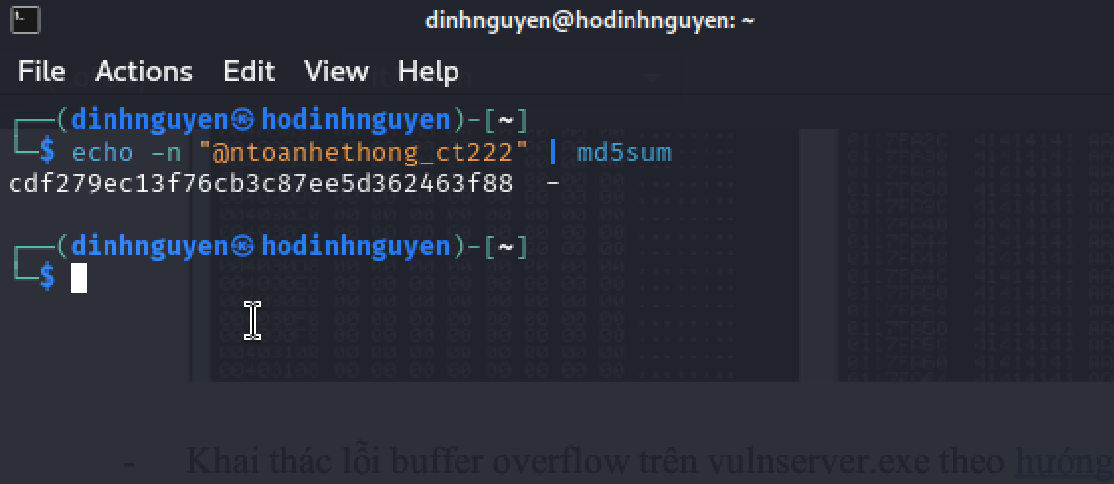 dinhnguyen@hodinhnguyen: ~
File Actions Edit View Help
┌──(dinhnguyen㉿hodinhnguyen)-[~]
└─$ echo -n "@ntoanhethong_ct222" | md5sum
cdf279ec13f76cb3c87ee5d362463f88  -
┌──(dinhnguyen㉿hodinhnguyen)-[~]
└─$
- Khai thác lỗi buffer overflow trên vulnserver.exe theo hướng